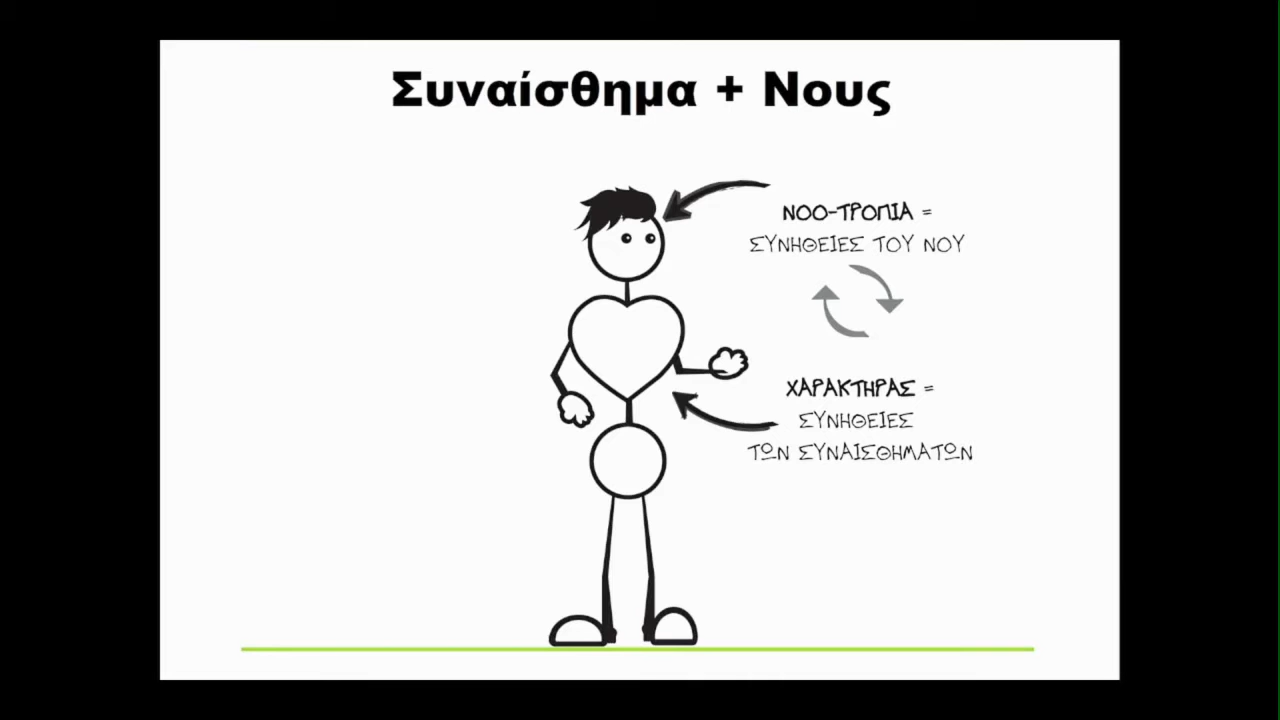 Συναίσθημα + Νους
ΝΟΟ-ΤΡΟΠΙΑ =
ΣΥΝΗΘΕΙΕΣ ΤΟΥ ΝΟΥ
ΧΑΡΑΚΤΗΡΑΣ =
ΣΥΝΗΘΕΙΕΣ
ΤΩΝ ΣΥΝΑΙΣΘΗΜΑΤΩΝ